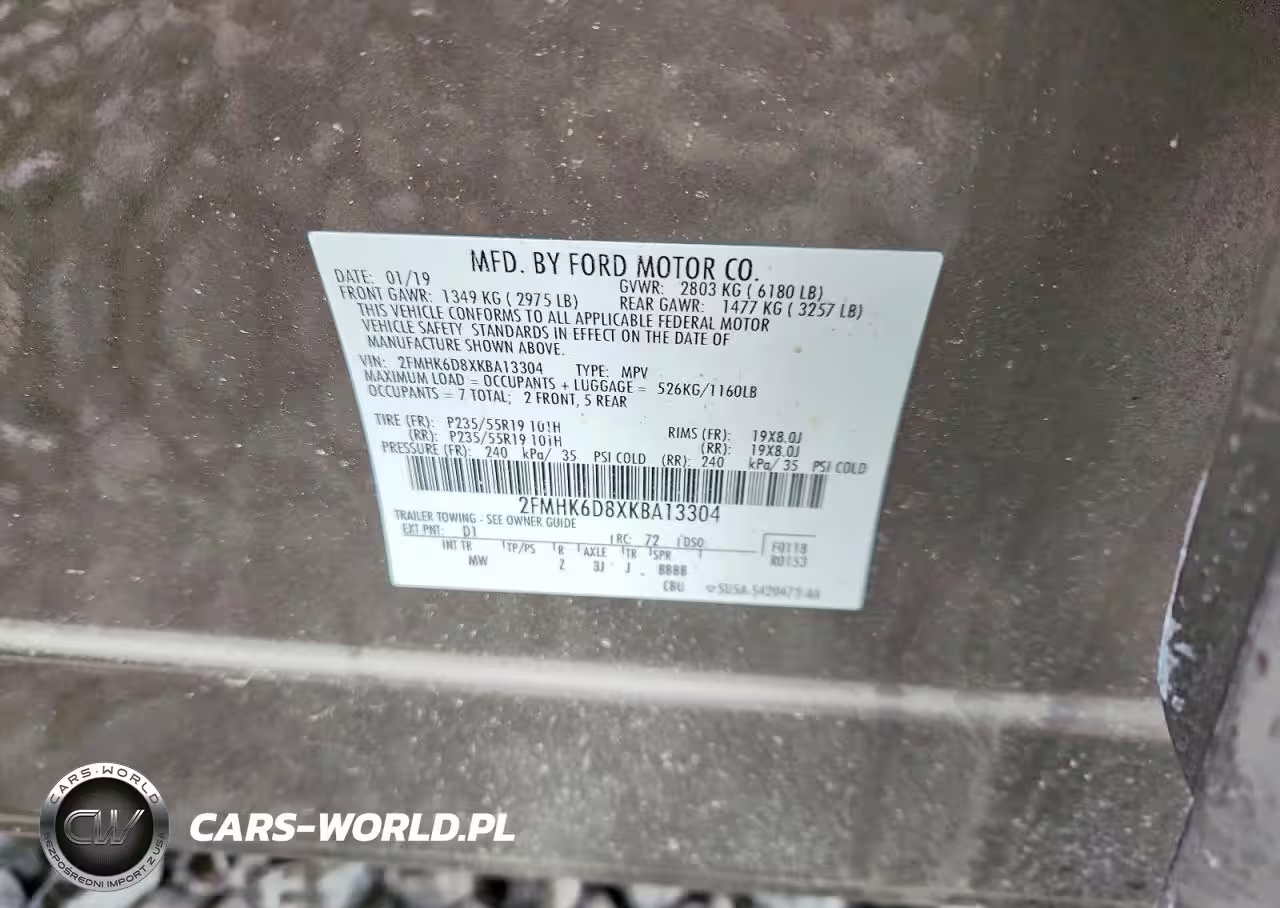 MFD. BY FORD MOTOR CO.
DATE: 01/19 GVWR: 2803 KG ( 6180 LB)
FRONT GAWR: 1349 KG ( 2975 LB) REAR GAWR: 1477 KG ( 3257 LB)
THIS VEHICLE CONFORMS TO ALL APPLICABLE FEDERAL MOTOR
VEHICLE SAFETY STANDARDS IN EFFECT ON THE DATE OF
MANUFACTURE SHOWN ABOVE.
VIN: 2FMHK6D8XKBA13304 TYPE: MPV
MAXIMUM LOAD = OCCUPANTS + LUGGAGE = 526KG/1160LB
OCCUPANTS = 7 TOTAL; 2 FRONT, 5 REAR
TIRE (FR): P235/55R19 101H RIMS (FR): 19X8.0J
(RR): P235/55R19 101H (RR): 19X8.0J
PRESSURE (FR): 240 kPa/ 35 PSI COLD (RR): 240 kPa/ 35 PSI COLD
2FMHK6D8XKBA13304
TRAILER TOWING - SEE OWNER GUIDE
EXT PNT: D1 RC: 72 DSO:
F0118
R0153
INT TR TP/PS R AXLE TR SPR
MW Z 3J J BBBB
CBU
CARS-WORLD
CW
BEZPOŚREDNI IMPORT Z USA
CARS-WORLD.PL